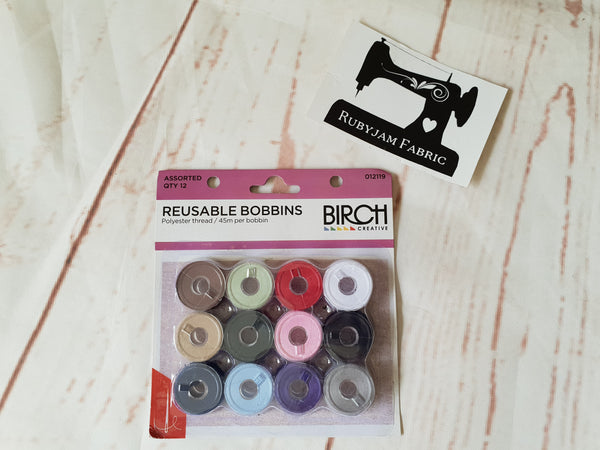 RUBYJAM FABRIC
ASSORTED
QTY 12
012119
REUSABLE BOBBINS
Polyester thread / 45m per bobbin
BIRCH
CREATIVE